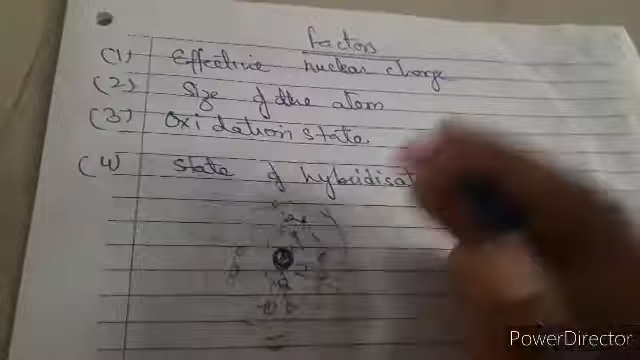 Factors
(1) Effective nuclear charge
(2) Size of the atom
(3) Oxidation state
(4) State of hybridisat
PowerDirector